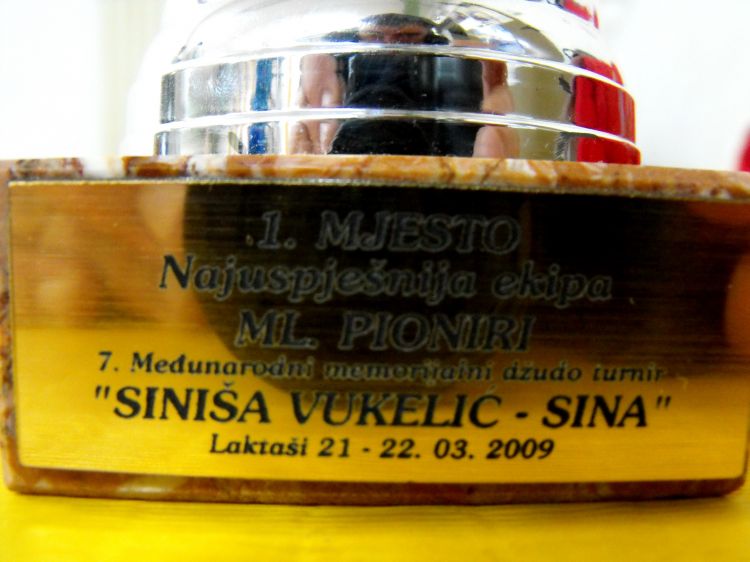 1. MJESTO
Najuspješnija ekipa
ML. PIONIRI
7. Međunarodni memorijalni džudo turnir
"SINIŠA VUKELIĆ - SINA"
Laktaši 21 - 22. 03. 2009